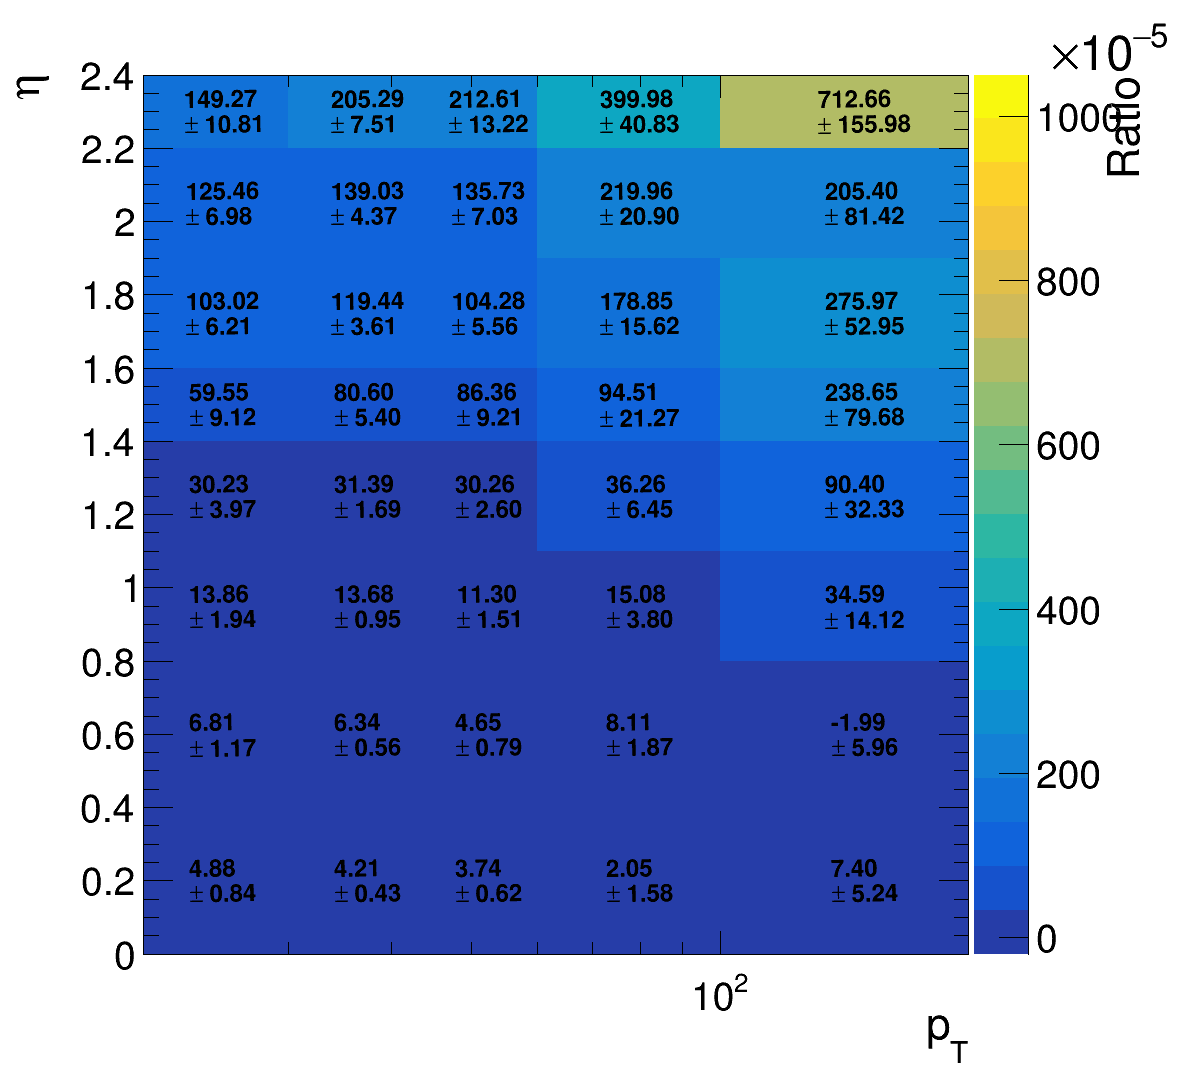 ×10⁻⁵
η
Ratio
2.4
149.27 205.29 212.61 399.98 712.66
± 10.81 ± 7.51 ± 13.22 ± 40.83 ± 155.98
1000
2.2
125.46 139.03 135.73 219.96 205.40
± 6.98 ± 4.37 ± 7.03 ± 20.90 ± 81.42
2
1.8
800
103.02 119.44 104.28 178.85 275.97
± 6.21 ± 3.61 ± 5.56 ± 15.62 ± 52.95
1.6
59.55 80.60 86.36 94.51 238.65
± 9.12 ± 5.40 ± 9.21 ± 21.27 ± 79.68
1.4
600
30.23 31.39 30.26 36.26 90.40
± 3.97 ± 1.69 ± 2.60 ± 6.45 ± 32.33
1.2
1
13.86 13.68 11.30 15.08 34.59
± 1.94 ± 0.95 ± 1.51 ± 3.80 ± 14.12
400
0.8
6.81 6.34 4.65 8.11 -1.99
± 1.17 ± 0.56 ± 0.79 ± 1.87 ± 5.96
0.6
200
0.4
4.88 4.21 3.74 2.05 7.40
± 0.84 ± 0.43 ± 0.62 ± 1.58 ± 5.24
0.2
0
0
10²
p_T